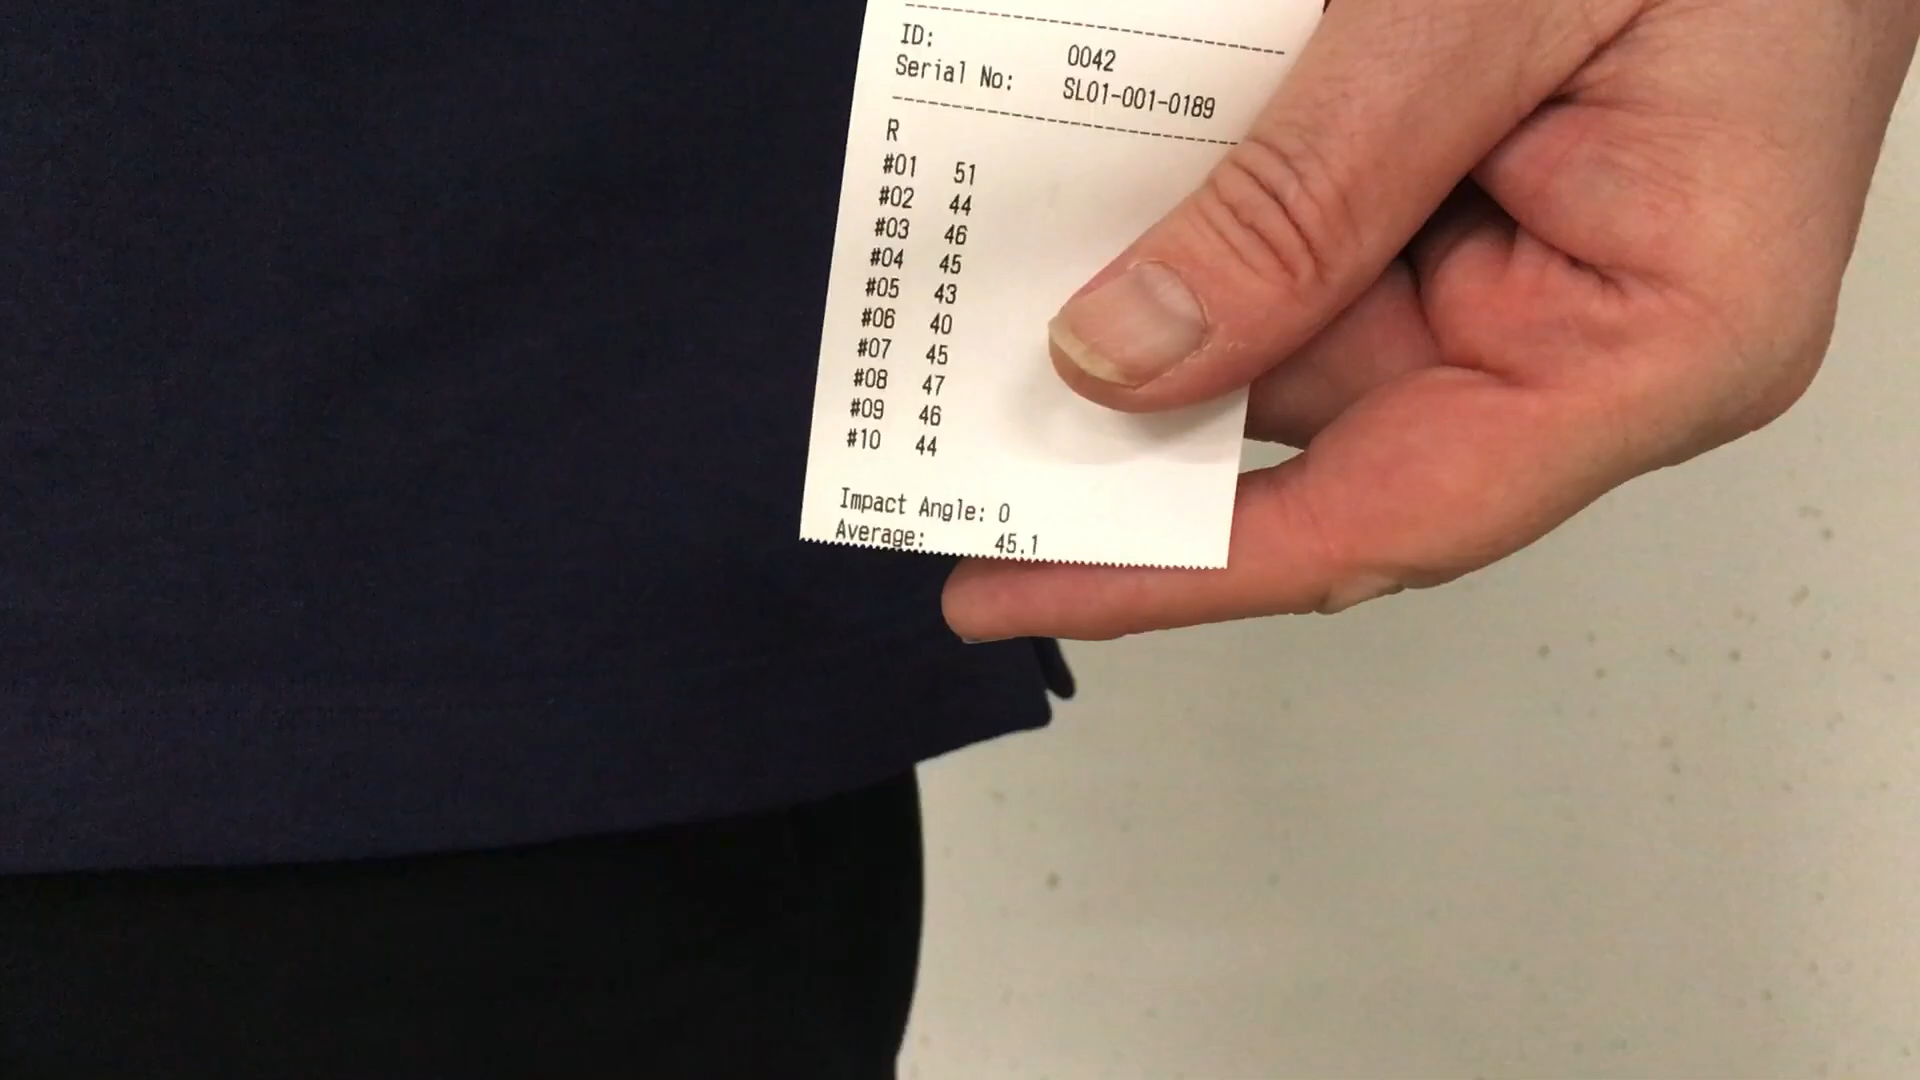 ID: 0042
Serial No: SL01-001-0189
R
#01 51
#02 44
#03 46
#04 45
#05 43
#06 40
#07 45
#08 47
#09 46
#10 44
Impact Angle: 0
Average: 45.1